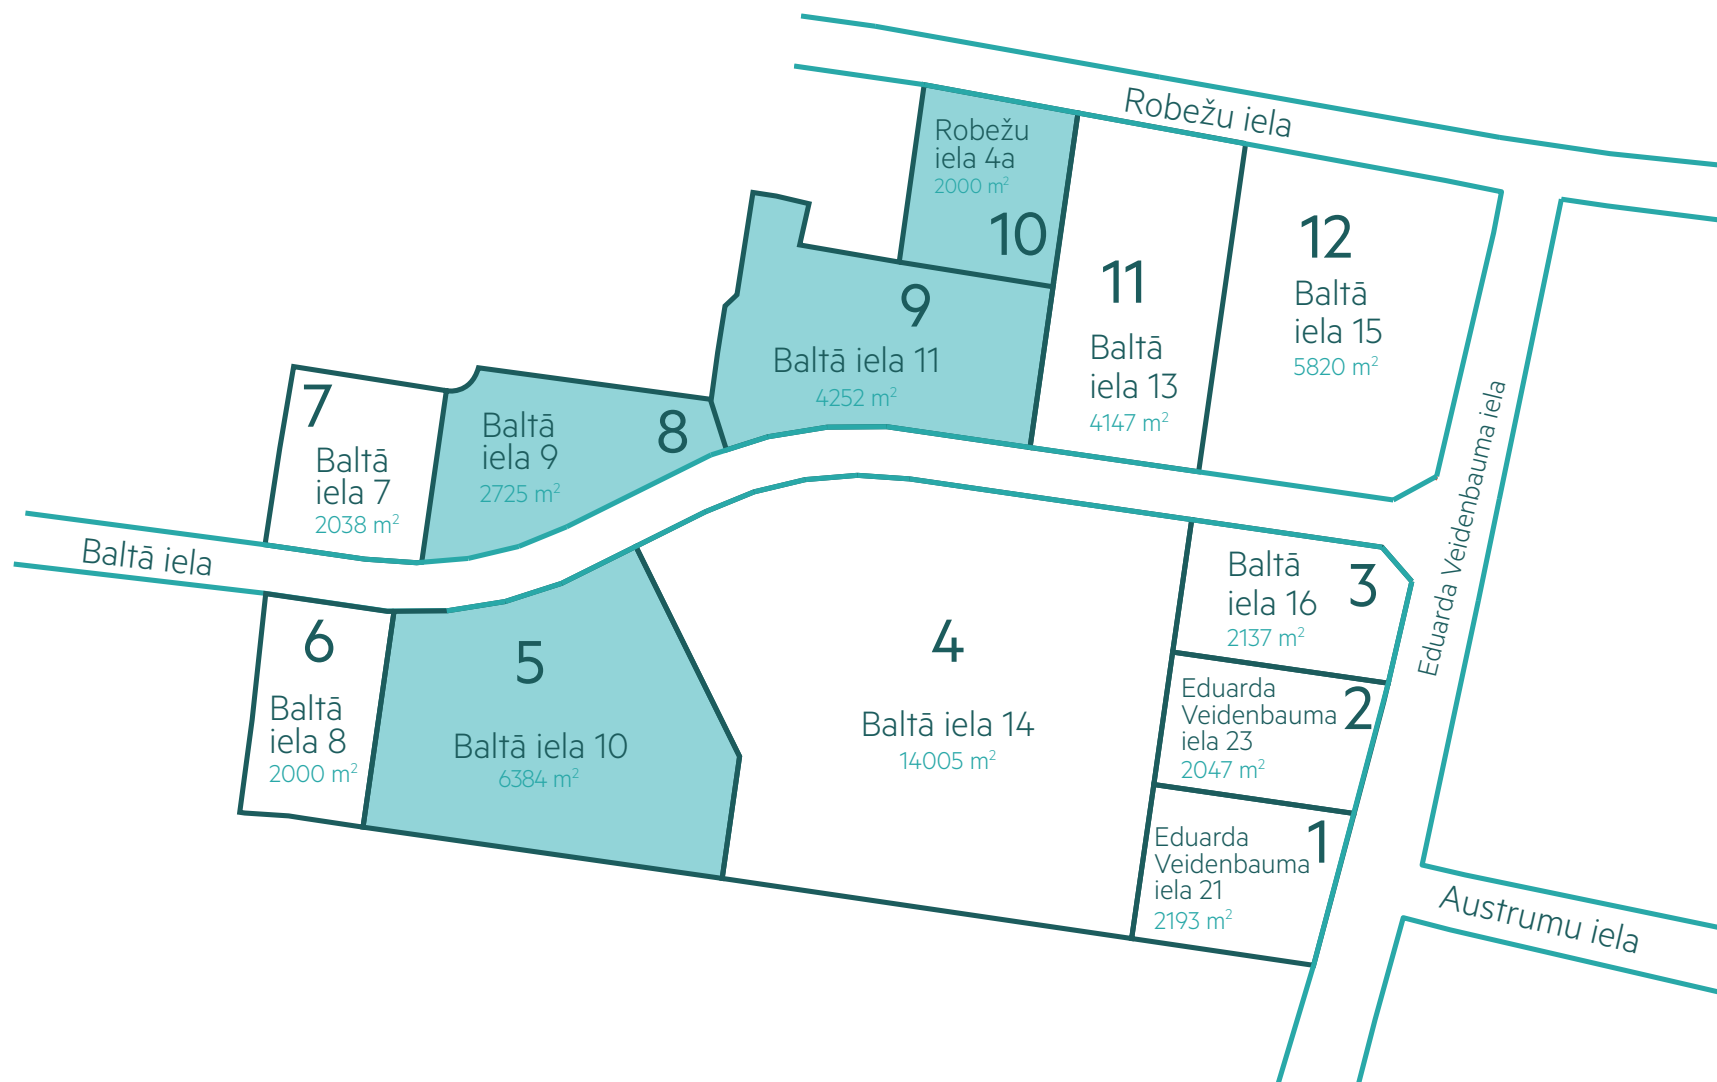 Robežu iela
Robežu
iela 4a
2000 m²
10
12
Baltā
iela 15
5820 m²
11
Baltā
iela 13
4147 m²
9
Baltā iela 11
4252 m²
8
Baltā
iela 9
2725 m²
7
Baltā
iela 7
2038 m²
Baltā iela
Eduarda Veidenbauma iela
6
Baltā
iela 8
2000 m²
5
Baltā iela 10
6384 m²
4
Baltā iela 14
14005 m²
Baltā
iela 16
3
2137 m²
Eduarda
Veidenbauma
iela 23
2
2047 m²
Eduarda
Veidenbauma
iela 21
1
2193 m²
Austrumu iela